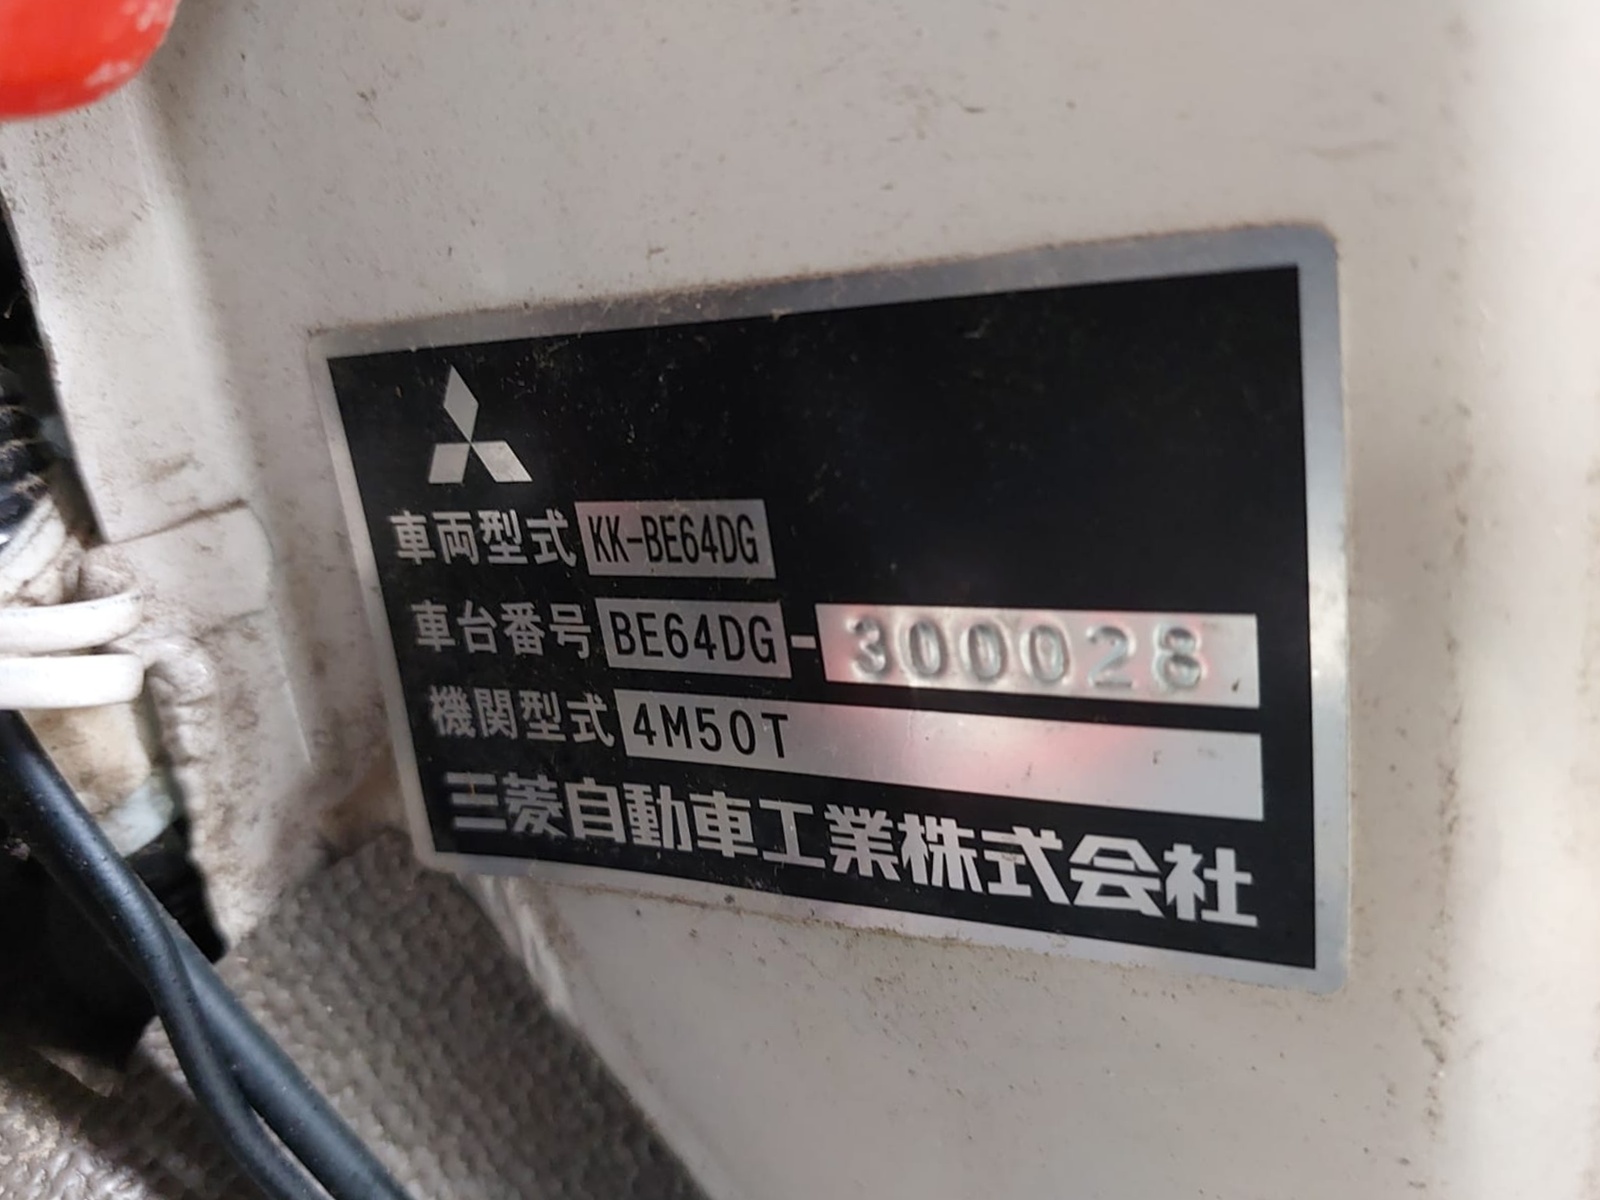 車両型式 KK-BE64DG
車台番号 BE64DG-300028
機関型式 4M50T
三菱自動車工業株式会社